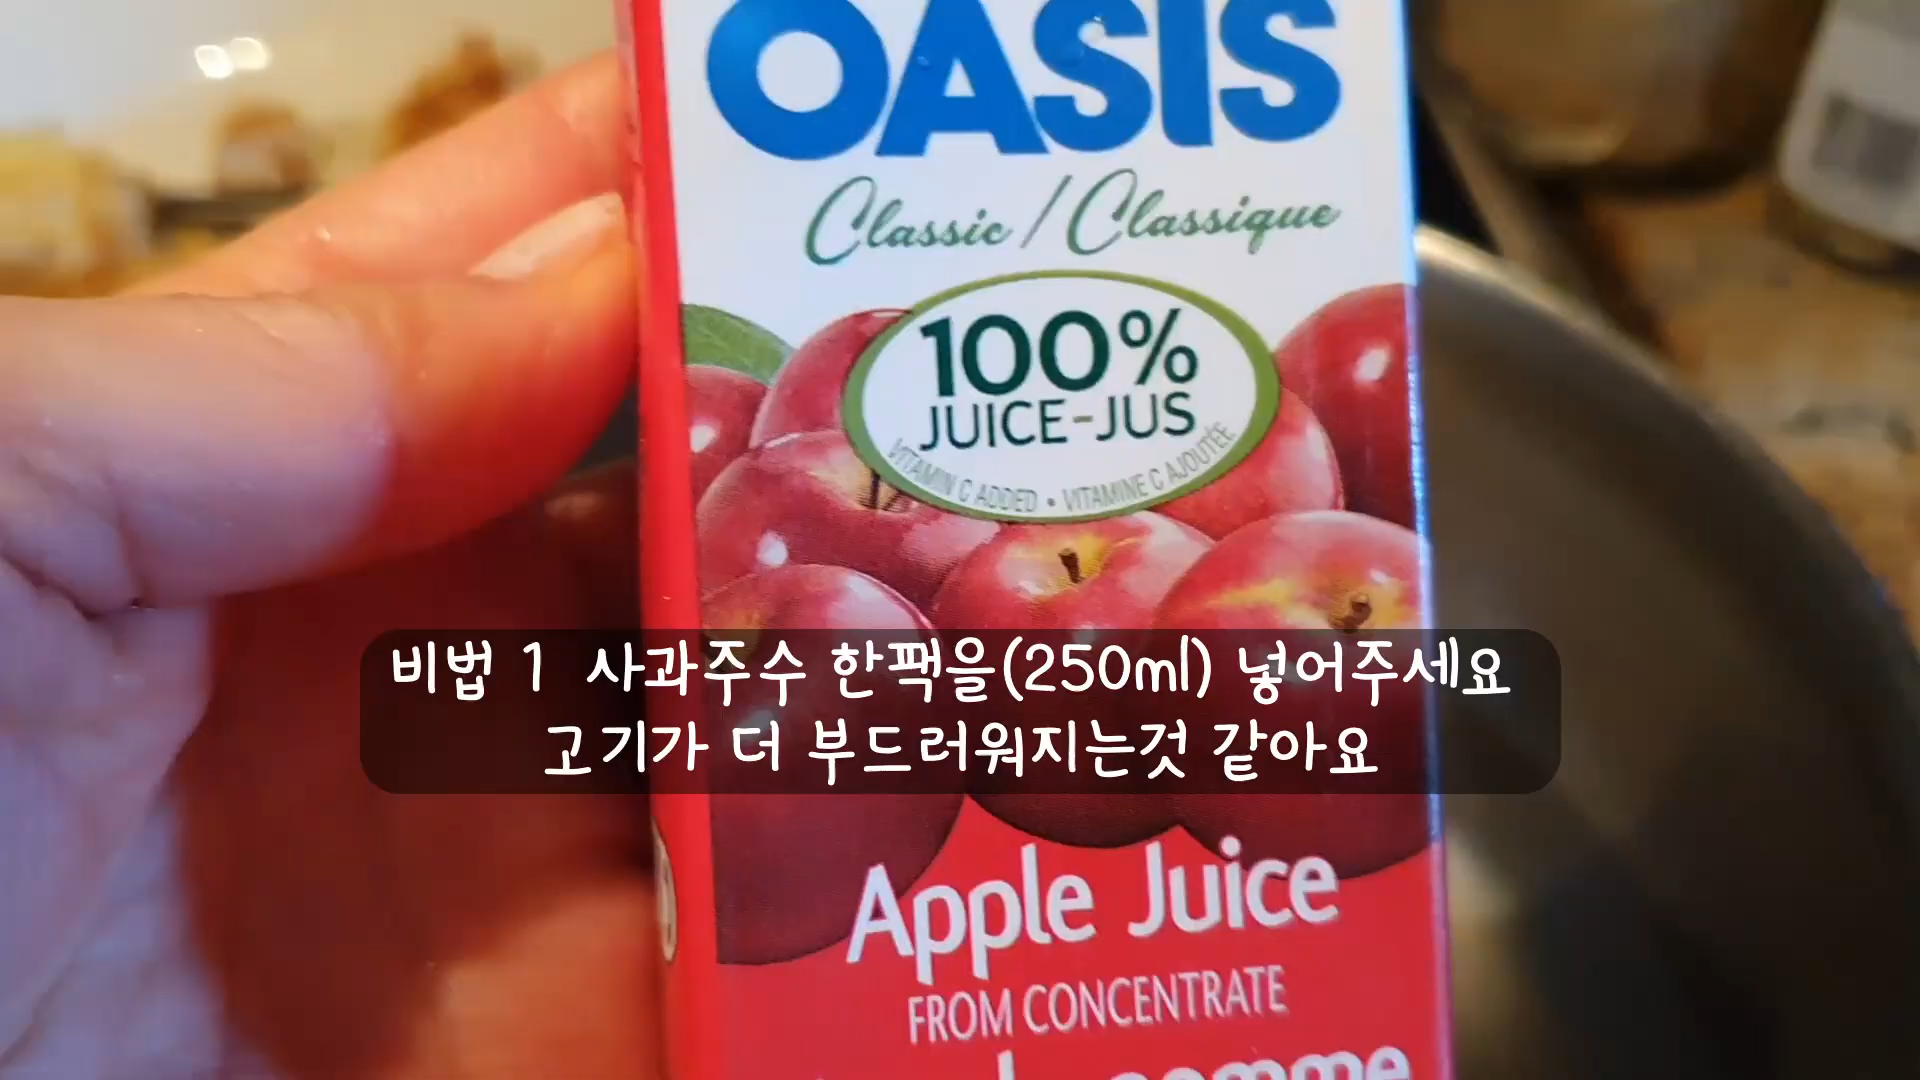 OASIS
Classic / Classique
100%
JUICE-JUS
VITAMIN C ADDED • VITAMINE C AJOUTÉE
비법 1 사과주수 한팩을(250ml) 넣어주세요
고기가 더 부드러워지는것 같아요
Apple Juice
FROM CONCENTRATE
pomme